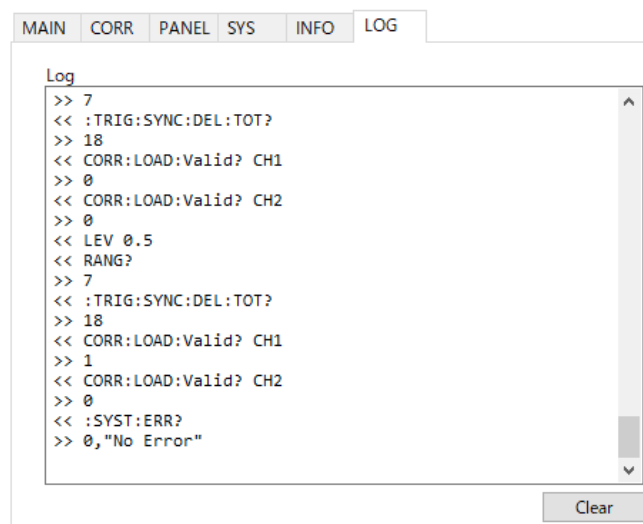 MAIN CORR PANEL SYS INFO LOG
Log
>> 7
<< :TRIG:SYNC:DEL:TOT?
>> 18
<< CORR:LOAD:Valid? CH1
>> 0
<< CORR:LOAD:Valid? CH2
>> 0
<< LEV 0.5
<< RANG?
>> 7
<< :TRIG:SYNC:DEL:TOT?
>> 18
<< CORR:LOAD:Valid? CH1
>> 1
<< CORR:LOAD:Valid? CH2
>> 0
<< :SYST:ERR?
>> 0,"No Error"
Clear